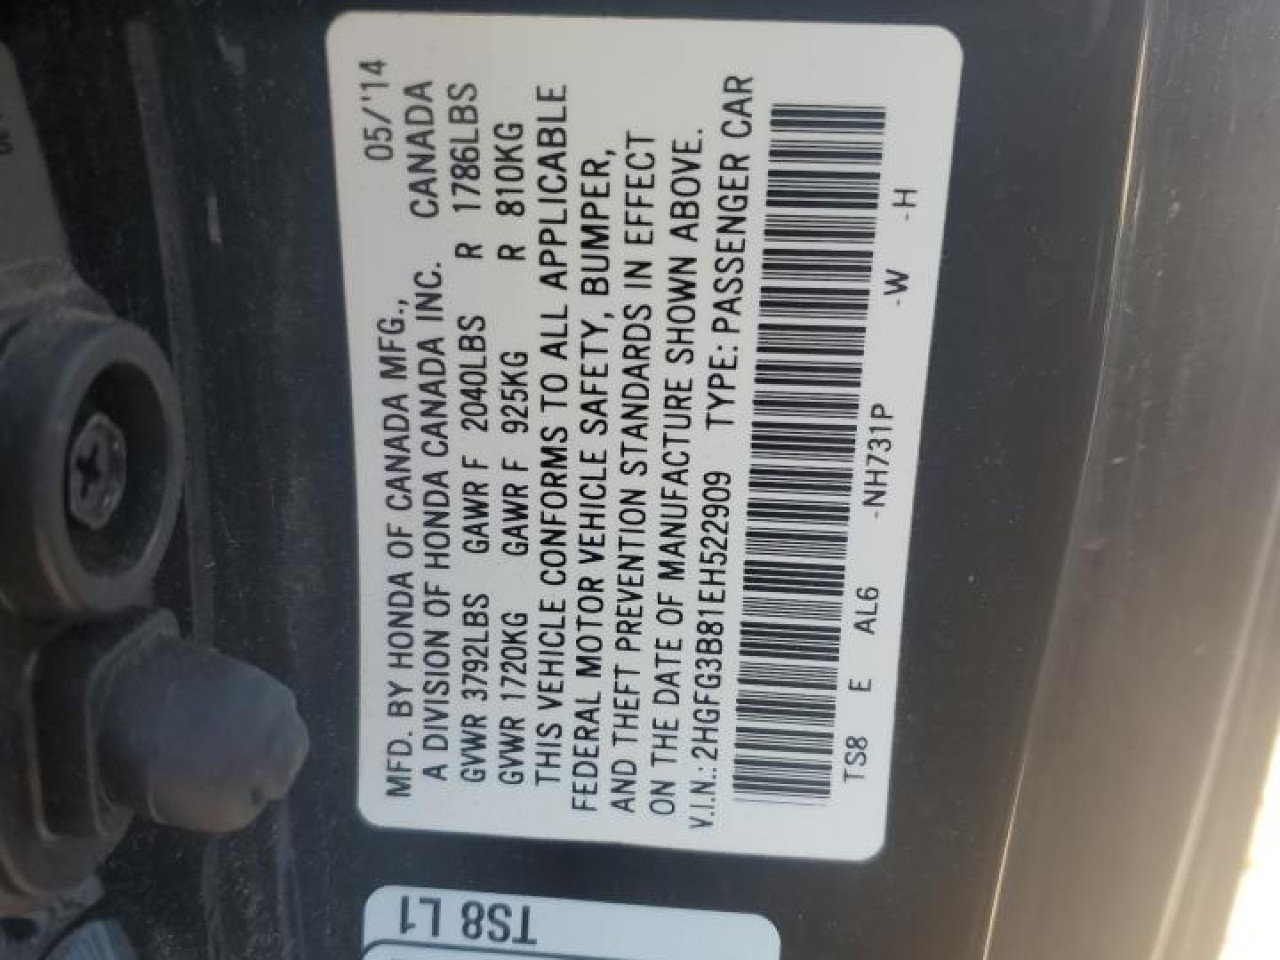 MFD. BY HONDA OF CANADA MFG., 05/'14
A DIVISION OF HONDA CANADA INC. CANADA
GVWR 3792LBS GAWR F 2040LBS R 1786LBS
GVWR 1720KG GAWR F 925KG R 810KG
THIS VEHICLE CONFORMS TO ALL APPLICABLE
FEDERAL MOTOR VEHICLE SAFETY, BUMPER,
AND THEFT PREVENTION STANDARDS IN EFFECT
ON THE DATE OF MANUFACTURE SHOWN ABOVE.
V.I.N.: 2HGFG3B81EH522909 TYPE: PASSENGER CAR
TS8 E AL6 -NH731P -W -H
TS8 L1